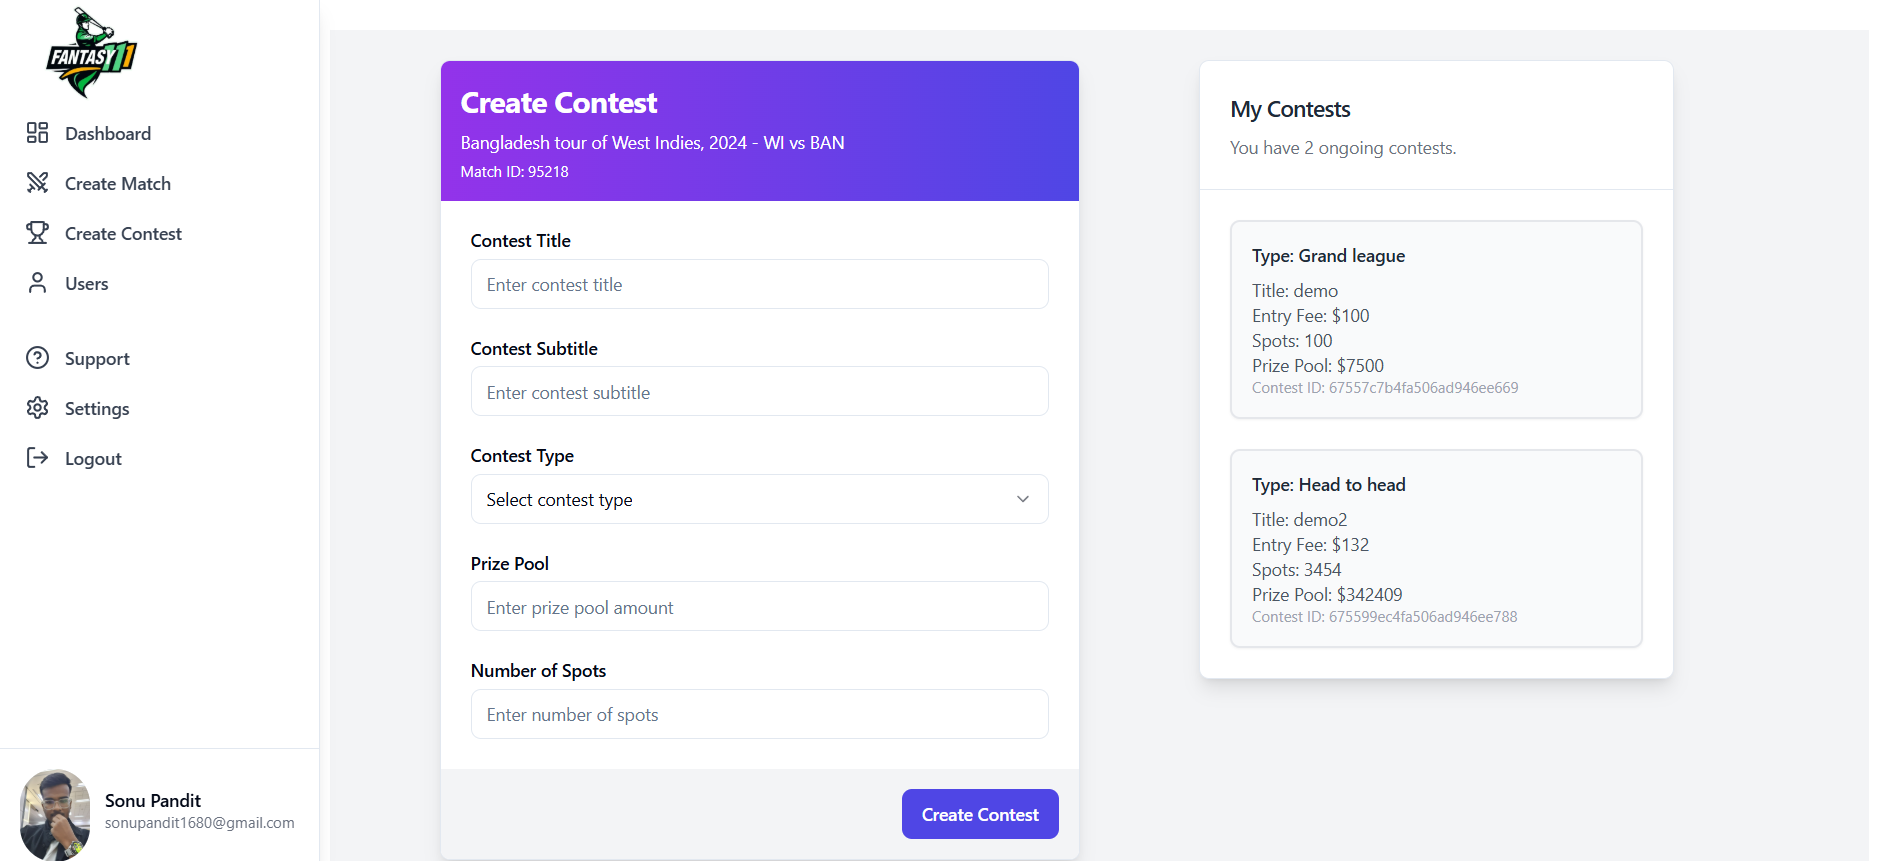 FANTASY11
Dashboard
Create Match
Create Contest
Users
Support
Settings
Logout
Sonu Pandit
sonupandit1680@gmail.com
Create Contest
Bangladesh tour of West Indies, 2024 - WI vs BAN
Match ID: 95218
Contest Title
Enter contest title
Contest Subtitle
Enter contest subtitle
Contest Type
Select contest type
Prize Pool
Enter prize pool amount
Number of Spots
Enter number of spots
Create Contest
My Contests
You have 2 ongoing contests.
Type: Grand league
Title: demo
Entry Fee: $100
Spots: 100
Prize Pool: $7500
Contest ID: 67557c7b4fa506ad946ee669
Type: Head to head
Title: demo2
Entry Fee: $132
Spots: 3454
Prize Pool: $342409
Contest ID: 675599ec4fa506ad946ee788